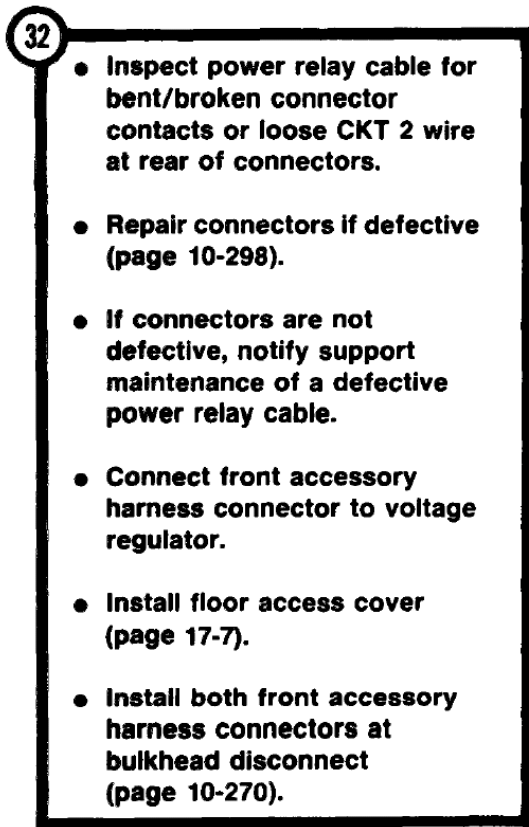 32
● Inspect power relay cable for
bent/broken connector
contacts or loose CKT 2 wire
at rear of connectors.
● Repair connectors if defective
(page 10-298).
● If connectors are not
defective, notify support
maintenance of a defective
power relay cable.
● Connect front accessory
harness connector to voltage
regulator.
● Install floor access cover
(page 17-7).
● Install both front accessory
harness connectors at
bulkhead disconnect
(page 10-270).